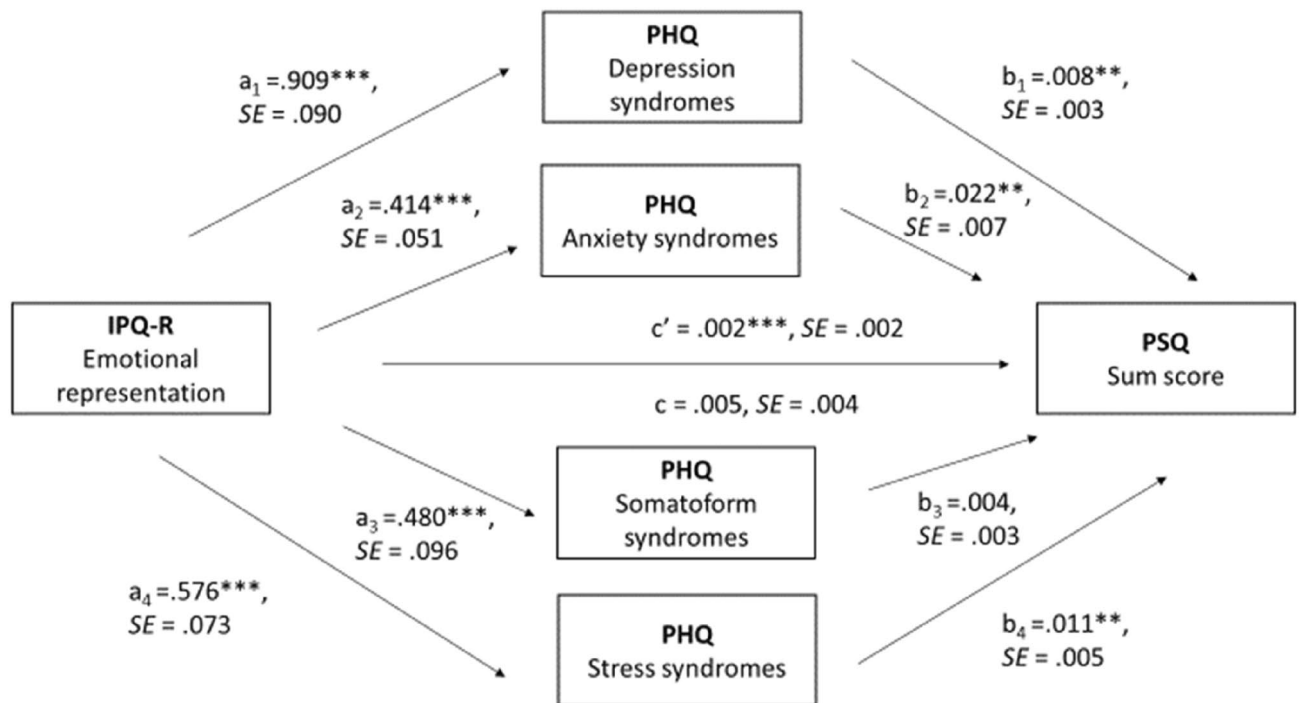 PHQ
Depression
syndromes
a₁ =.909***,
SE = .090
b₁ =.008**,
SE = .003
PHQ
Anxiety syndromes
a₂ =.414***,
SE = .051
b₂ =.022**,
SE = .007
IPQ-R
Emotional
representation
c’ = .002***, SE = .002
c = .005, SE = .004
PSQ
Sum score
PHQ
Somatoform
syndromes
a₃ =.480***,
SE = .096
b₃ =.004,
SE = .003
a₄ =.576***,
SE = .073
PHQ
Stress syndromes
b₄ =.011**,
SE = .005